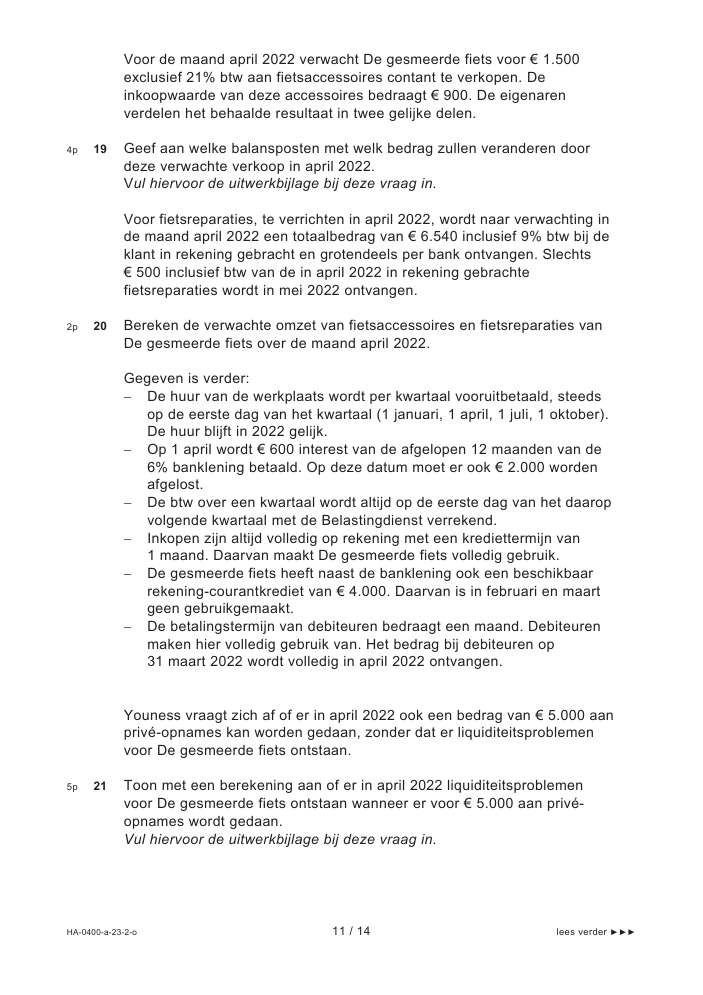 Voor de maand april 2022 verwacht De gesmeerde fiets voor € 1.500
exclusief 21% btw aan fietsaccessoires contant te verkopen. De
inkoopwaarde van deze accessoires bedraagt € 900. De eigenaren
verdelen het behaalde resultaat in twee gelijke delen.
4p 19 Geef aan welke balansposten met welk bedrag zullen veranderen door
deze verwachte verkoop in april 2022.
Vul hiervoor de uitwerkbijlage bij deze vraag in.
Voor fietsreparaties, te verrichten in april 2022, wordt naar verwachting in
de maand april 2022 een totaalbedrag van € 6.540 inclusief 9% btw bij de
klant in rekening gebracht en grotendeels per bank ontvangen. Slechts
€ 500 inclusief btw van de in april 2022 in rekening gebrachte
fietsreparaties wordt in mei 2022 ontvangen.
2p 20 Bereken de verwachte omzet van fietsaccessoires en fietsreparaties van
De gesmeerde fiets over de maand april 2022.
Gegeven is verder:
– De huur van de werkplaats wordt per kwartaal vooruitbetaald, steeds
op de eerste dag van het kwartaal (1 januari, 1 april, 1 juli, 1 oktober).
De huur blijft in 2022 gelijk.
– Op 1 april wordt € 600 interest van de afgelopen 12 maanden van de
6% banklening betaald. Op deze datum moet er ook € 2.000 worden
afgelost.
– De btw over een kwartaal wordt altijd op de eerste dag van het daarop
volgende kwartaal met de Belastingdienst verrekend.
– Inkopen zijn altijd volledig op rekening met een krediettermijn van
1 maand. Daarvan maakt De gesmeerde fiets volledig gebruik.
– De gesmeerde fiets heeft naast de banklening ook een beschikbaar
rekening-courantkrediet van € 4.000. Daarvan is in februari en maart
geen gebruikgemaakt.
– De betalingstermijn van debiteuren bedraagt een maand. Debiteuren
maken hier volledig gebruik van. Het bedrag bij debiteuren op
31 maart 2022 wordt volledig in april 2022 ontvangen.
Youness vraagt zich af of er in april 2022 ook een bedrag van € 5.000 aan
privé-opnames kan worden gedaan, zonder dat er liquiditeitsproblemen
voor De gesmeerde fiets ontstaan.
5p 21 Toon met een berekening aan of er in april 2022 liquiditeitsproblemen
voor De gesmeerde fiets ontstaan wanneer er voor € 5.000 aan privé-
opnames wordt gedaan.
Vul hiervoor de uitwerkbijlage bij deze vraag in.
HA-0400-a-23-2-o 11 / 14 lees verder ►►►